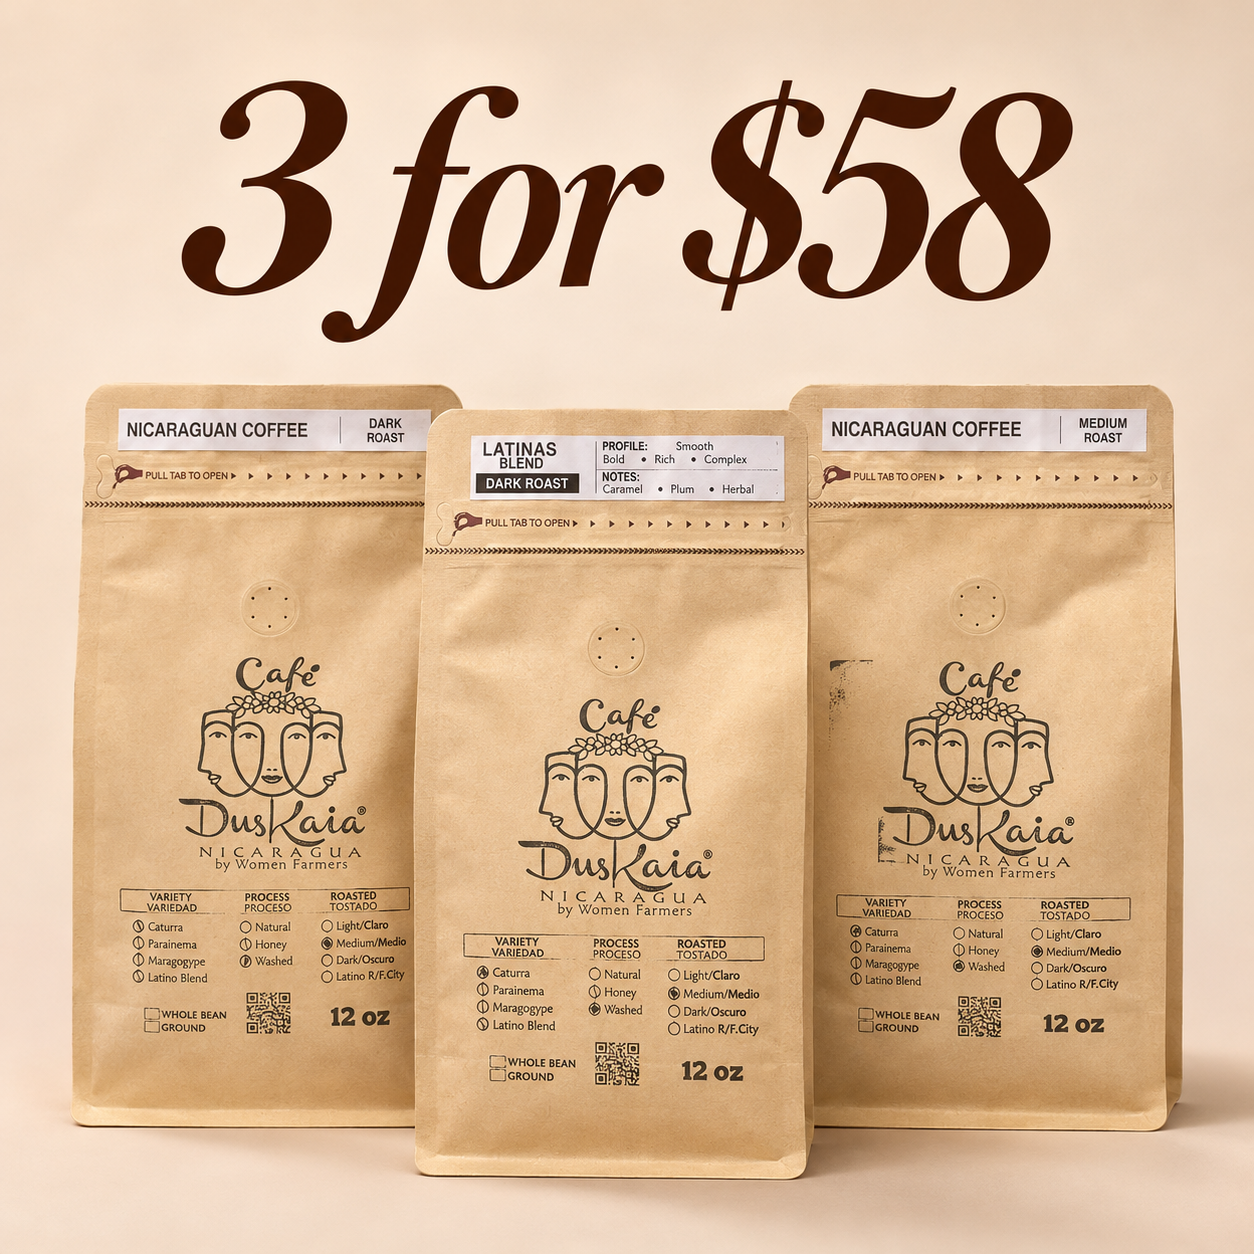 3 for $58
NICARAGUAN COFFEE
DARK
ROAST
PULL TAB TO OPEN
Café
DusKaia®
NICARAGUA
by Women Farmers
VARIETY
VARIEDAD
PROCESS
PROCESO
ROASTED
TOSTADO
Caturra
Parainema
Maragogype
Latino Blend
Natural
Honey
Washed
Light/Claro
Medium/Medio
Dark/Oscuro
Latino R/F.City
WHOLE BEAN
GROUND
12 oz
LATINAS
BLEND
DARK ROAST
PROFILE: Smooth
Bold • Rich • Complex
NOTES:
Caramel • Plum • Herbal
PULL TAB TO OPEN
Café
DusKaia®
NICARAGUA
by Women Farmers
VARIETY
VARIEDAD
PROCESS
PROCESO
ROASTED
TOSTADO
Caturra
Parainema
Maragogype
Latino Blend
Natural
Honey
Washed
Light/Claro
Medium/Medio
Dark/Oscuro
Latino R/F.City
WHOLE BEAN
GROUND
12 oz
NICARAGUAN COFFEE
MEDIUM
ROAST
PULL TAB TO OPEN
Café
DusKaia®
NICARAGUA
by Women Farmers
VARIETY
VARIEDAD
PROCESS
PROCESO
ROASTED
TOSTADO
Caturra
Parainema
Maragogype
Latino Blend
Natural
Honey
Washed
Light/Claro
Medium/Medio
Dark/Oscuro
Latino R/F.City
WHOLE BEAN
GROUND
12 oz